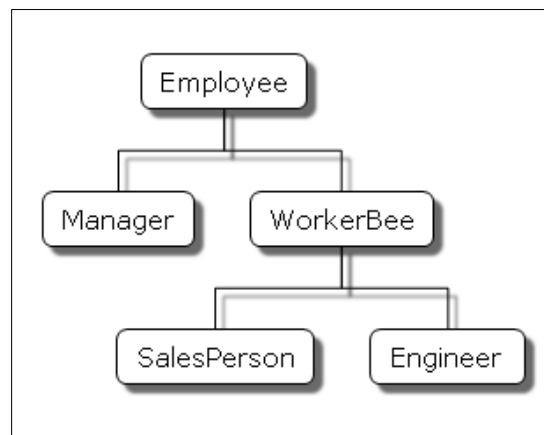 Employee
Manager
WorkerBee
SalesPerson
Engineer